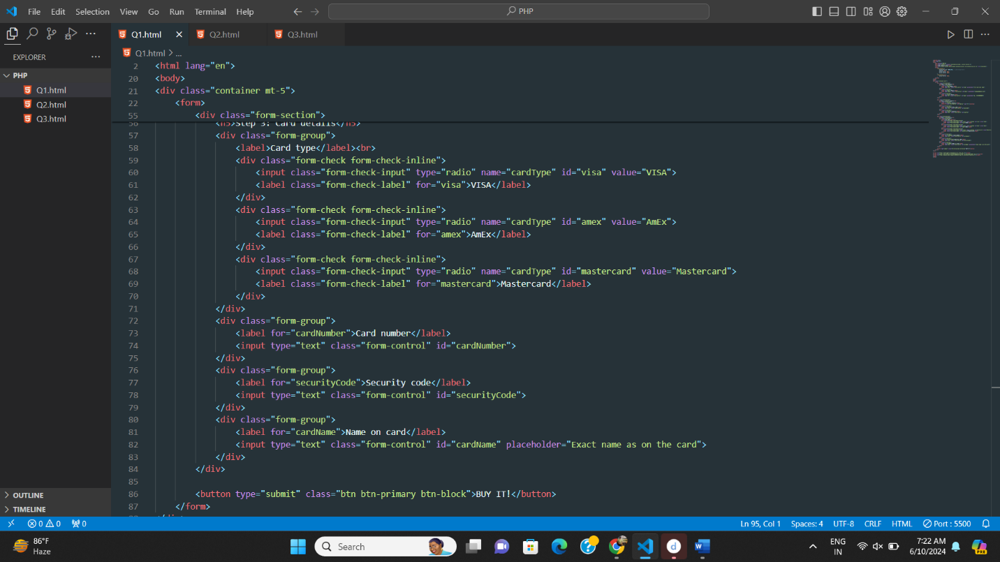 File Edit Selection View Go Run Terminal Help
PHP
Q1.html Q2.html Q3.html
EXPLORER
Q1.html > ...
PHP
Q1.html
Q2.html
Q3.html
OUTLINE
TIMELINE
2 <html lang="en">
20 <body>
21 <div class="container mt-5">
22 <form>
55 <div class="form-section">
56 <h5>Step 3: Card details</h5>
57 <div class="form-group">
58 <label>Card type</label><br>
59 <div class="form-check form-check-inline">
60 <input class="form-check-input" type="radio" name="cardType" id="visa" value="VISA">
61 <label class="form-check-label" for="visa">VISA</label>
62 </div>
63 <div class="form-check form-check-inline">
64 <input class="form-check-input" type="radio" name="cardType" id="amex" value="AmEx">
65 <label class="form-check-label" for="amex">AmEx</label>
66 </div>
67 <div class="form-check form-check-inline">
68 <input class="form-check-input" type="radio" name="cardType" id="mastercard" value="Mastercard">
69 <label class="form-check-label" for="mastercard">Mastercard</label>
70 </div>
71 </div>
72 <div class="form-group">
73 <label for="cardNumber">Card number</label>
74 <input type="text" class="form-control" id="cardNumber">
75 </div>
76 <div class="form-group">
77 <label for="securityCode">Security code</label>
78 <input type="text" class="form-control" id="securityCode">
79 </div>
80 <div class="form-group">
81 <label for="cardName">Name on card</label>
82 <input type="text" class="form-control" id="cardName" placeholder="Exact name as on the card">
83 </div>
84 </div>
85
86 <button type="submit" class="btn btn-primary btn-block">BUY IT!</button>
87 </form>
0 0 0 Ln 95, Col 1 Spaces: 4 UTF-8 CRLF HTML Port : 5500
86°F
Haze
Search
ENG
IN
7:22 AM
6/10/2024
PRE